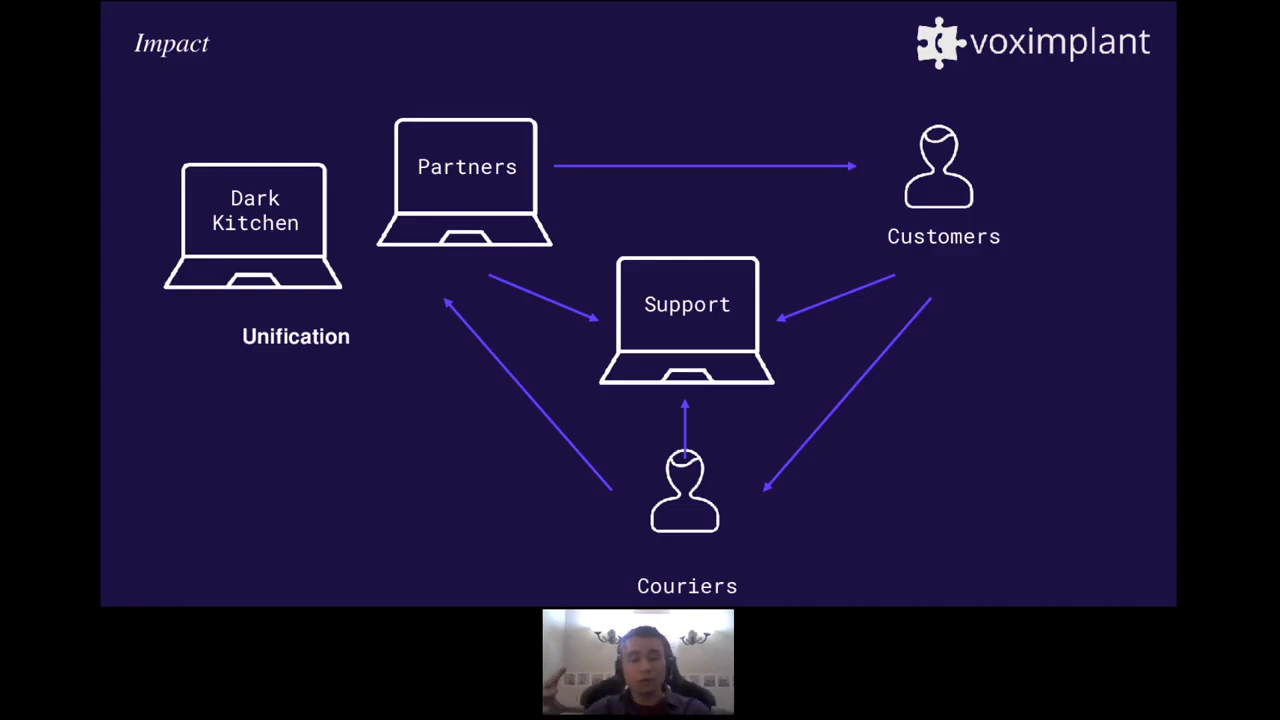 Impact
voximplant
Partners
Dark
Kitchen
Customers
Support
Unification
Couriers